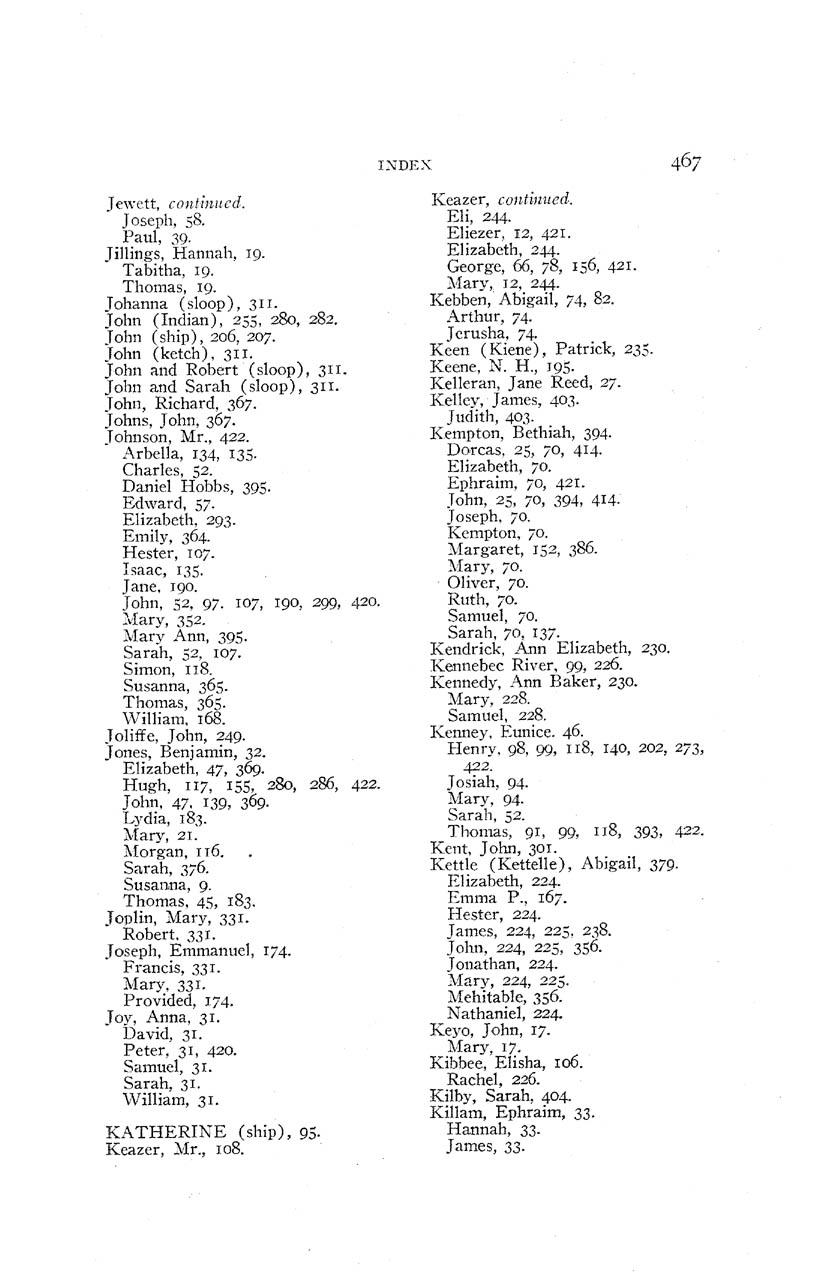 INDEX 467
Jewett, continued.
Joseph, 58.
Paul, 39.
Jillings, Hannah, 19.
Tabitha, 19.
Thomas, 19.
Johanna (sloop), 311.
John (Indian), 255, 280, 282.
John (ship), 206, 207.
John (ketch), 311.
John and Robert (sloop), 311.
John and Sarah (sloop), 311.
John, Richard, 367.
Johns, John, 367.
Johnson, Mr., 422.
Arbella, 134, 135.
Charles, 52.
Daniel Hobbs, 395.
Edward, 57.
Elizabeth, 293.
Emily, 364.
Hester, 107.
Isaac, 135.
Jane, 190.
John, 52, 97. 107, 190, 299, 420.
Mary, 352.
Mary Ann, 395.
Sarah, 52, 107.
Simon, 118.
Susanna, 365.
Thomas, 365.
William, 168.
Joliffe, John, 249.
Jones, Benjamin, 32.
Elizabeth, 47, 369.
Hugh, 117, 155, 280, 286, 422.
John, 47, 139, 369.
Lydia, 183.
Mary, 21.
Morgan, 116.
Sarah, 376.
Susanna, 9.
Thomas, 45, 183.
Joplin, Mary, 331.
Robert, 331.
Joseph, Emmanuel, 174.
Francis, 331.
Mary, 331.
Provided, 174.
Joy, Anna, 31.
David, 31.
Peter, 31, 420.
Samuel, 31.
Sarah, 31.
William, 31.
KATHERINE (ship), 95.
Keazer, Mr., 108.
Keazer, continued.
Eli, 244.
Eliezer, 12, 421.
Elizabeth, 244.
George, 66, 78, 156, 421.
Mary, 12, 244.
Kebben, Abigail, 74, 82.
Arthur, 74.
Jerusha, 74.
Keen (Kiene), Patrick, 235.
Keene, N. H., 195.
Kelleran, Jane Reed, 27.
Kelley, James, 403.
Judith, 403.
Kempton, Bethiah, 394.
Dorcas, 25, 70, 414.
Elizabeth, 70.
Ephraim, 70, 421.
John, 25, 70, 394, 414.
Joseph, 70.
Kempton, 70.
Margaret, 152, 386.
Mary, 70.
Oliver, 70.
Ruth, 70.
Samuel, 70.
Sarah, 70, 137.
Kendrick, Ann Elizabeth, 230.
Kennebec River, 99, 226.
Kennedy, Ann Baker, 230.
Mary, 228.
Samuel, 228.
Kenney, Eunice. 46.
Henry, 98, 99, 118, 140, 202, 273,
422.
Josiah, 94.
Mary, 94.
Sarah, 52.
Thomas, 91, 99, 118, 393, 422.
Kent, John, 301.
Kettle (Kettelle), Abigail, 379.
Elizabeth, 224.
Emma P., 167.
Hester, 224.
James, 224, 225, 238.
John, 224, 225, 356.
Jonathan, 224.
Mary, 224, 225.
Mehitable, 356.
Nathaniel, 224.
Keyo, John, 17.
Mary, 17.
Kibbee, Elisha, 106.
Rachel, 226.
Kilby, Sarah, 404.
Killam, Ephraim, 33.
Hannah, 33.
James, 33.